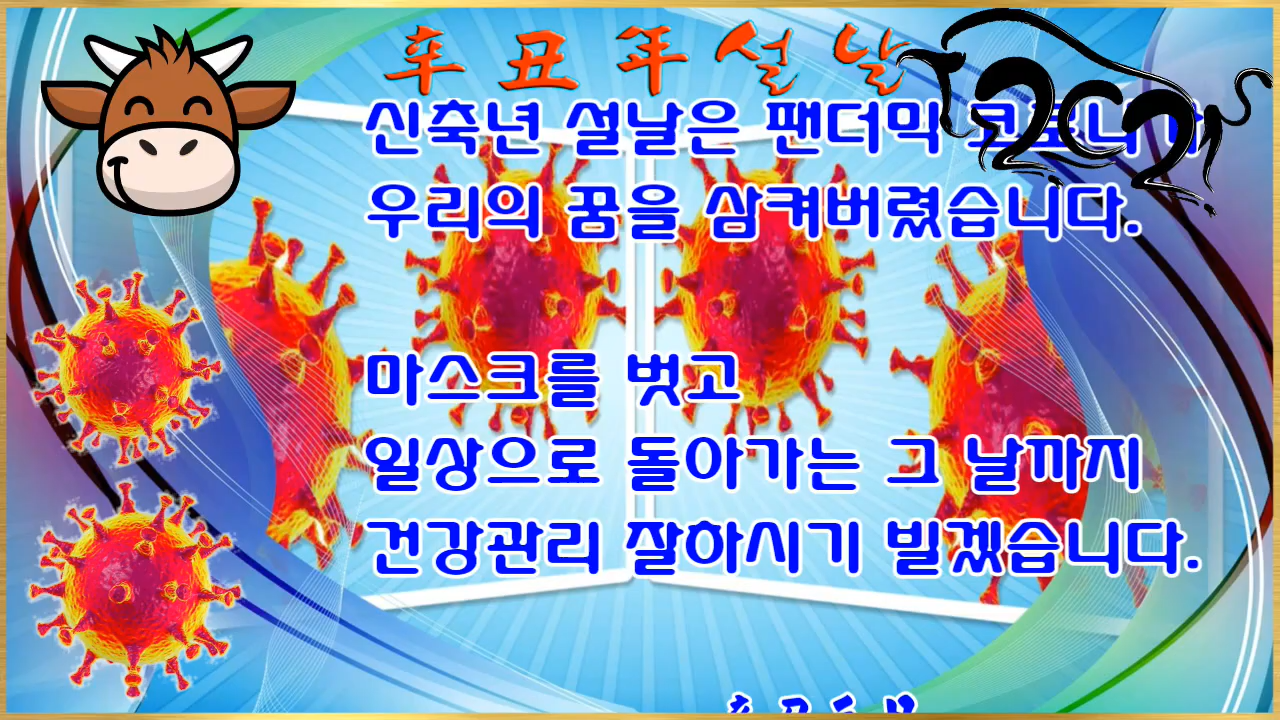 辛丑年설날
2021
신축년 설날은 팬더믹 코로나가
우리의 꿈을 삼켜버렸습니다.
마스크를 벗고
일상으로 돌아가는 그 날까지
건강관리 잘하시기 빌겠습니다.